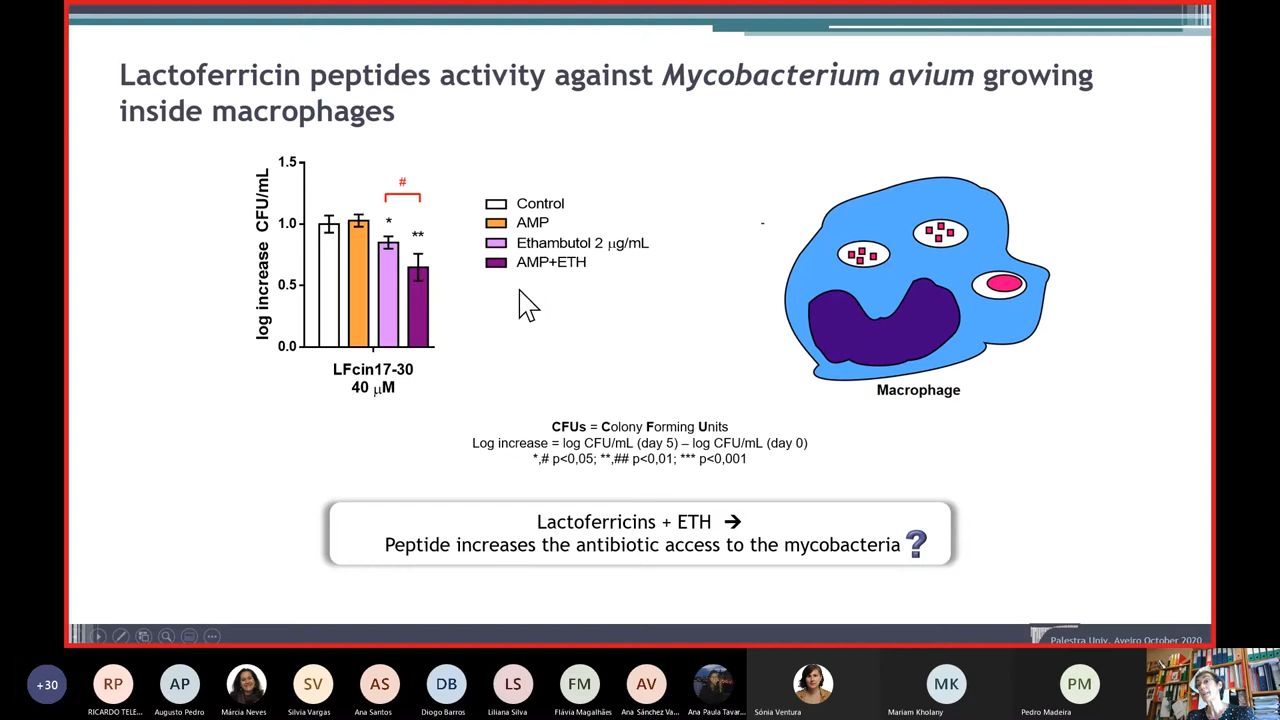 Lactoferricin peptides activity against Mycobacterium avium growing
inside macrophages
log increase CFU/mL
1.5
1.0
0.5
0.0
#
*
**
LFcin17-30
40 μM
Control
AMP
Ethambutol 2 μg/mL
AMP+ETH
-
Macrophage
CFUs = Colony Forming Units
Log increase = log CFU/mL (day 5) – log CFU/mL (day 0)
*,# p<0,05; **,## p<0,01; *** p<0,001
Lactoferricins + ETH ➔
Peptide increases the antibiotic access to the mycobacteria ?
Palestra Univ. Aveiro October 2020
+30
RP
AP
SV
AS
DB
LS
FM
AV
MK
PM
RICARDO TELE...
Augusto Pedro
Márcia Neves
Silvia Vargas
Ana Santos
Diogo Barros
Liliana Silva
Flávia Magalhães
Ana Sánchez Va...
Ana Paula Tavar...
Sónia Ventura
Mariam Kholany
Pedro Madeira